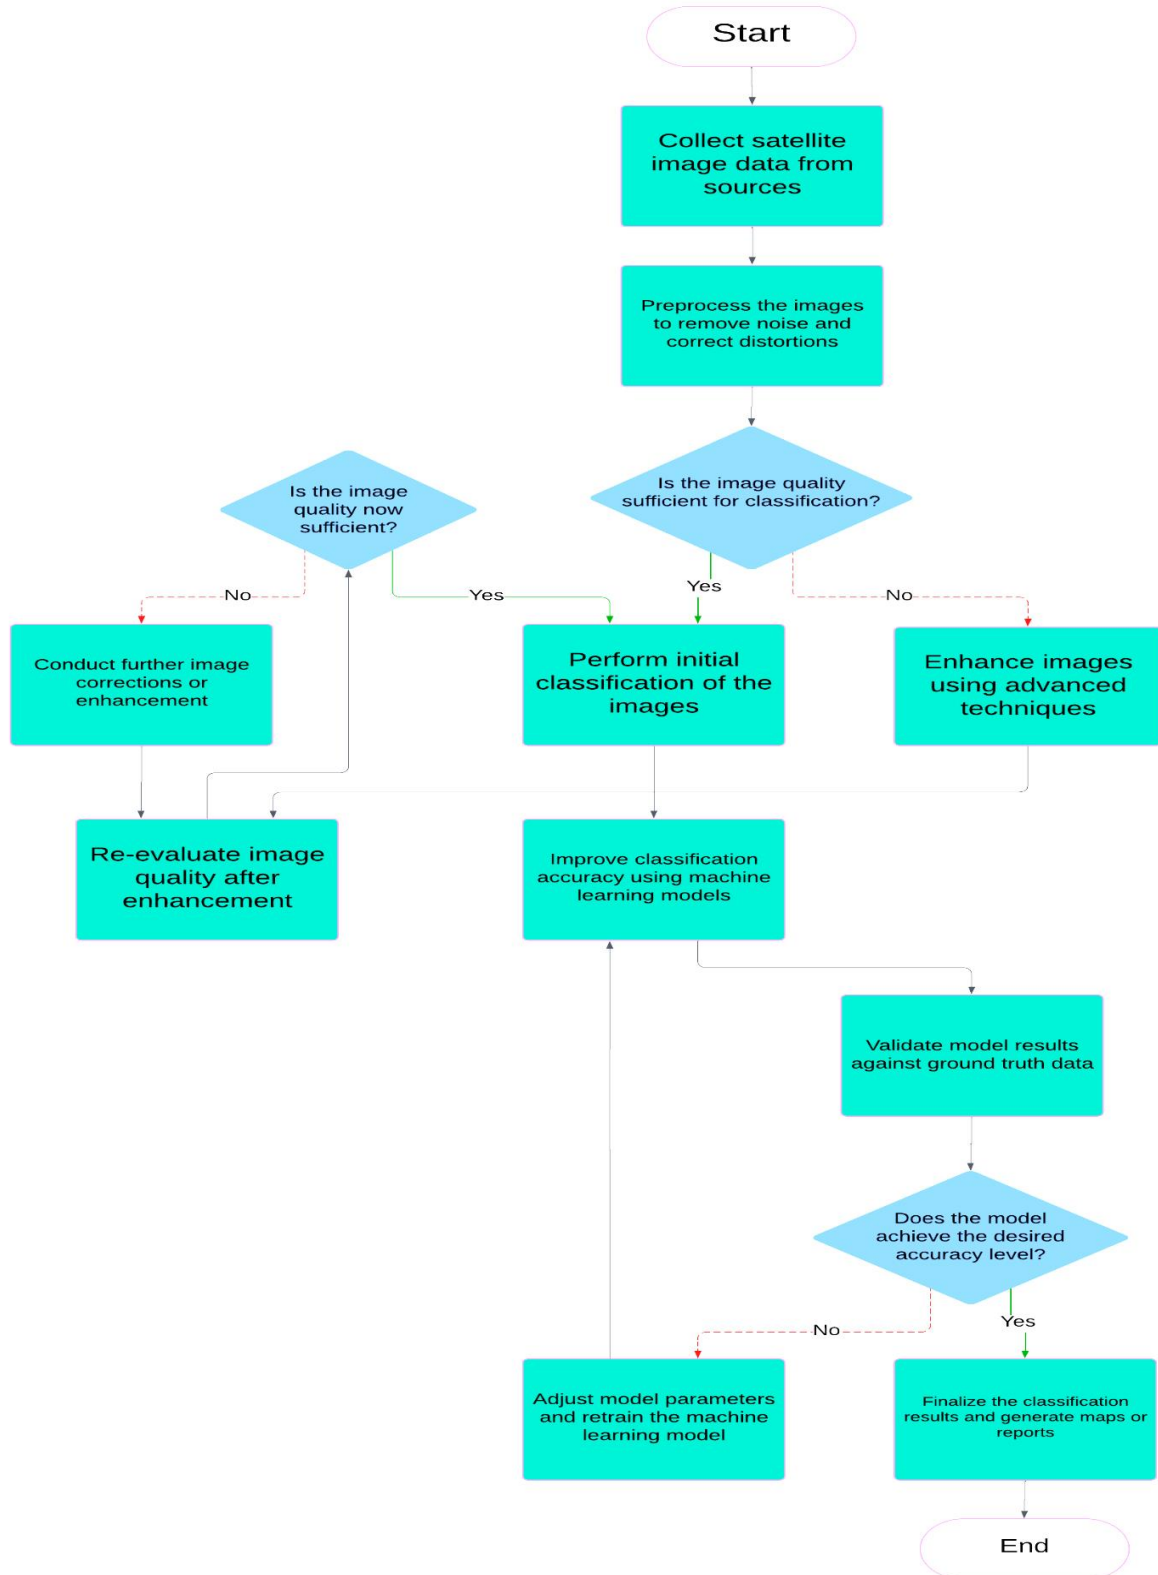 Start
Collect satellite
image data from
sources
Preprocess the images
to remove noise and
correct distortions
Is the image
quality now
sufficient?
Is the image quality
sufficient for classification?
No
Yes
Yes
No
Conduct further image
corrections or
enhancement
Perform initial
classification of the
images
Enhance images
using advanced
techniques
Re-evaluate image
quality after
enhancement
Improve classification
accuracy using machine
learning models
Validate model results
against ground truth data
Does the model
achieve the desired
accuracy level?
No
Yes
Adjust model parameters
and retrain the machine
learning model
Finalize the classification
results and generate maps or
reports
End